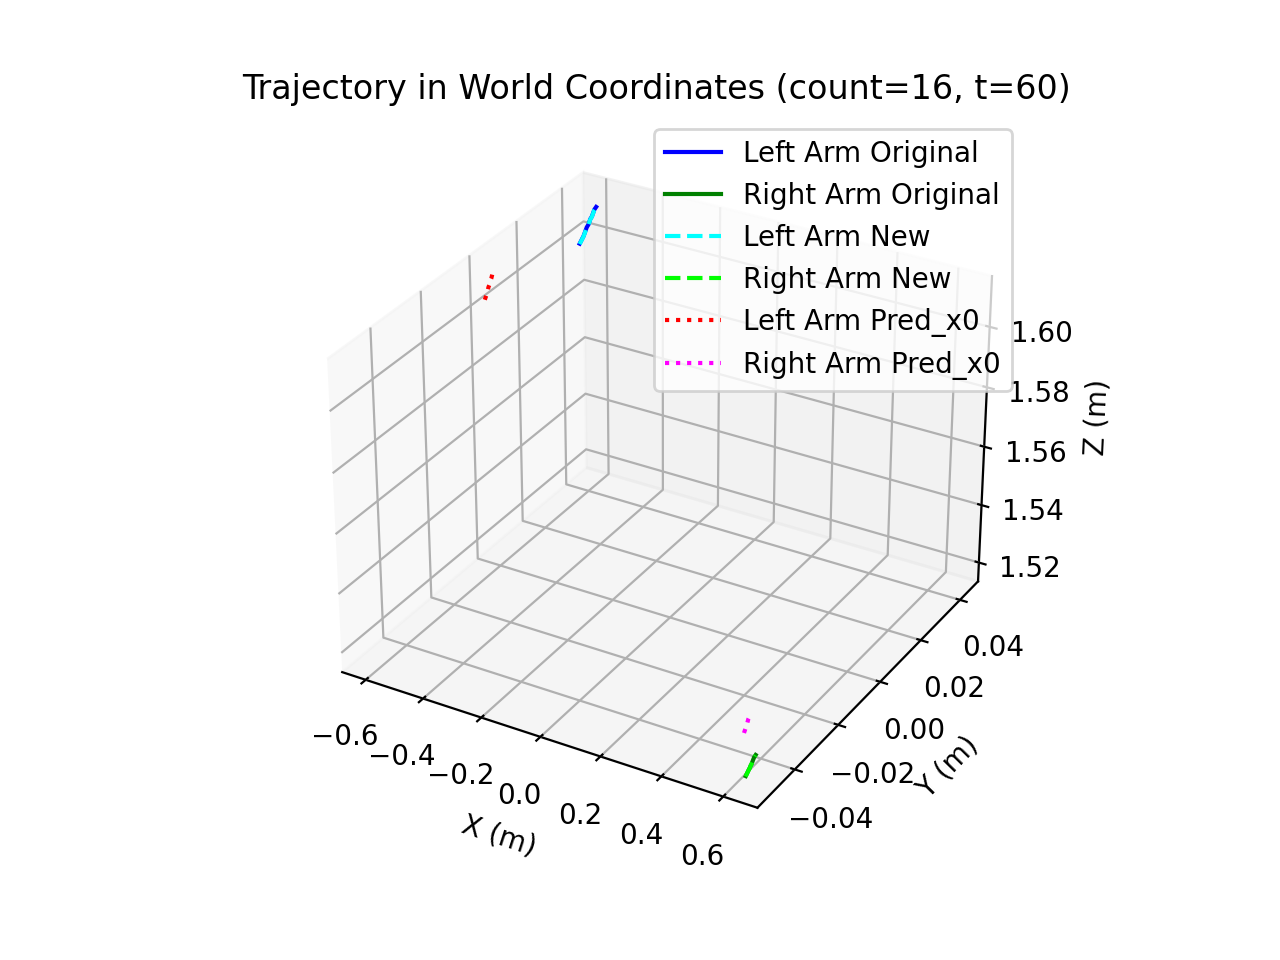 Trajectory in World Coordinates (count=16, t=60)
Left Arm Original
Right Arm Original
Left Arm New
Right Arm New
Left Arm Pred_x0
Right Arm Pred_x0
1.60
1.58
1.56
1.54
1.52
Z (m)
0.04
0.02
0.00
−0.02
−0.04
Y (m)
−0.6
−0.4
−0.2
0.0
0.2
0.4
0.6
X (m)